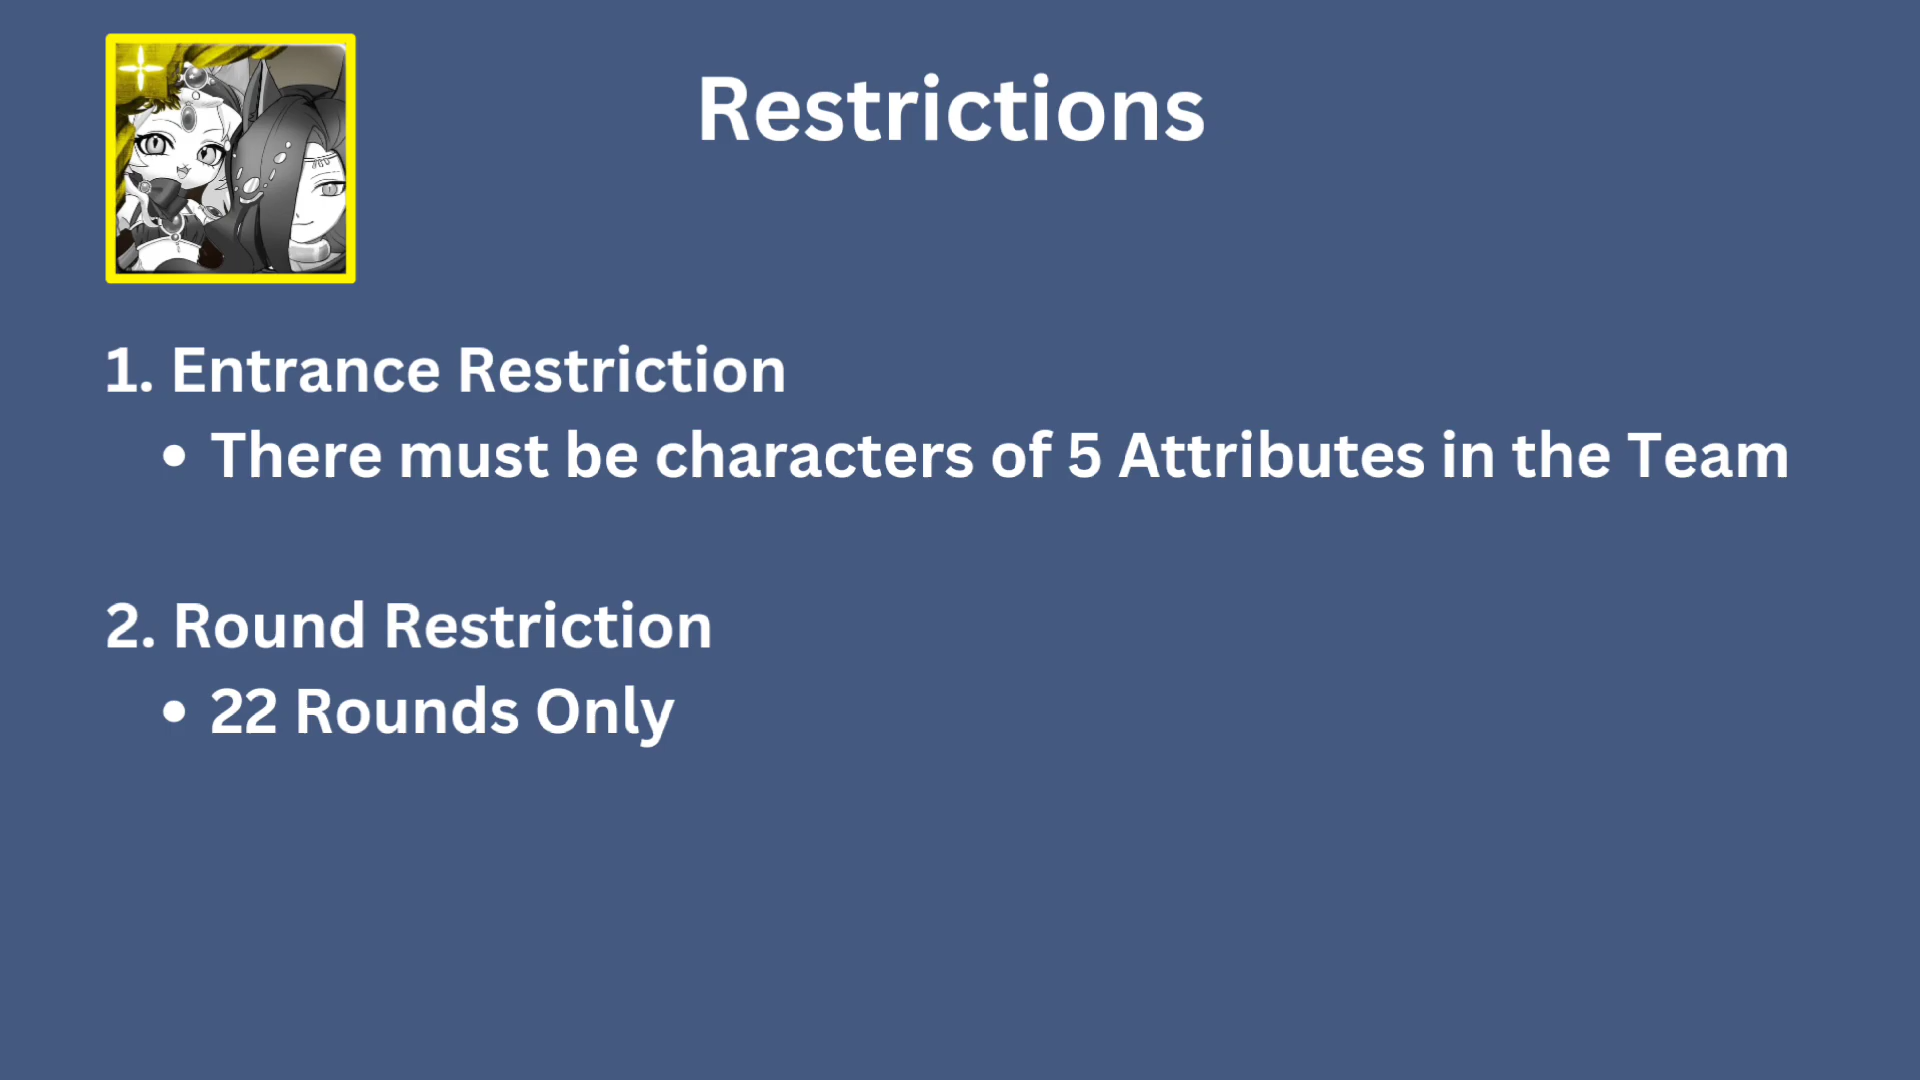 Restrictions
1. Entrance Restriction
• There must be characters of 5 Attributes in the Team
2. Round Restriction
• 22 Rounds Only